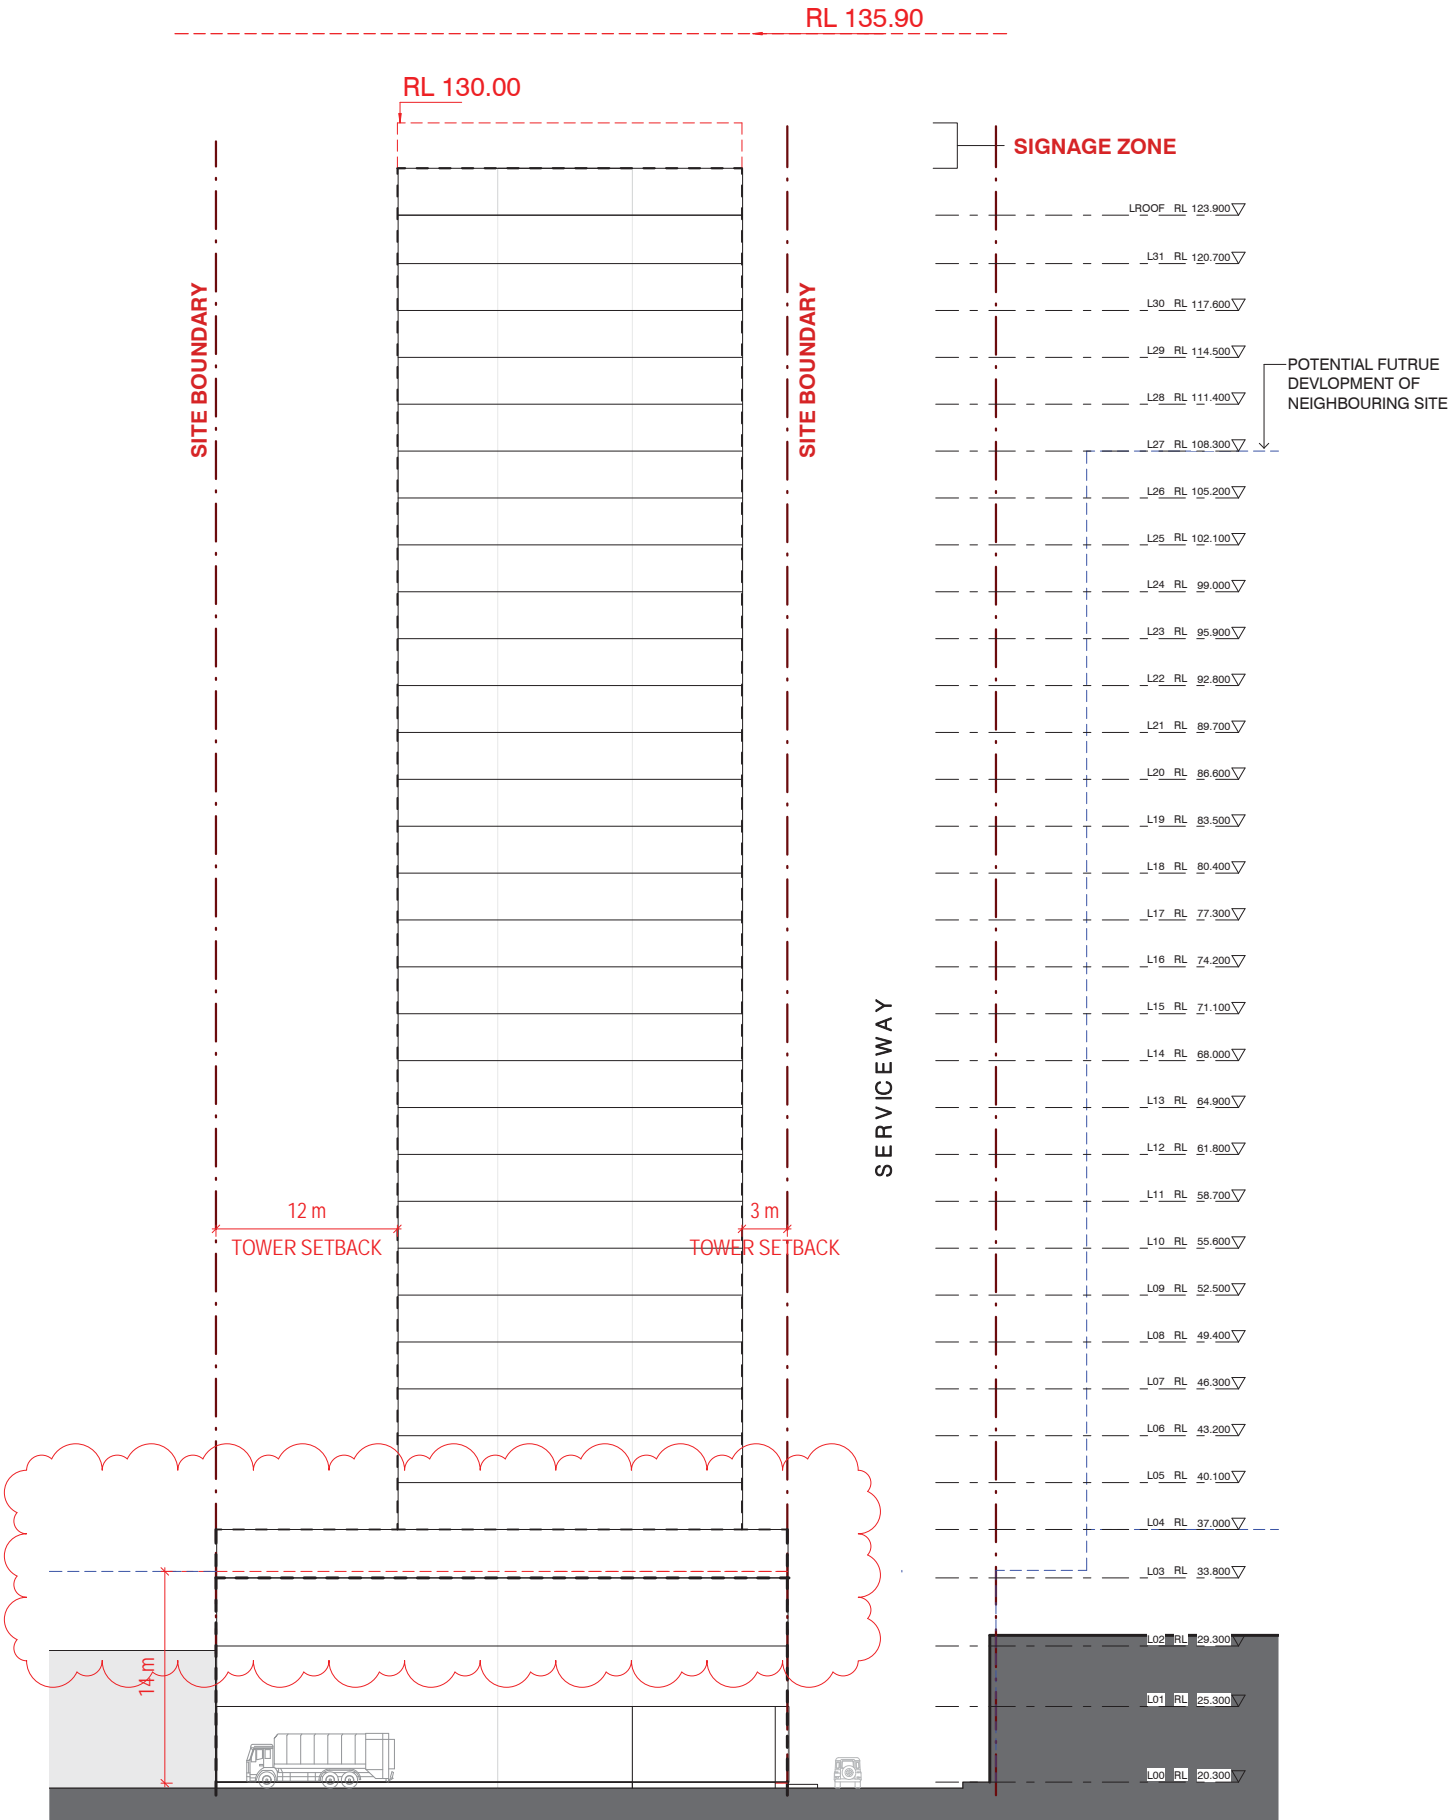 RL 135.90
RL 130.00
SIGNAGE ZONE
LROOF RL 123.900
L31 RL 120.700
SITE BOUNDARY
SITE BOUNDARY
L30 RL 117.600
L29 RL 114.500
POTENTIAL FUTRUE
DEVLOPMENT OF
NEIGHBOURING SITE
L28 RL 111.400
L27 RL 108.300
L26 RL 105.200
L25 RL 102.100
L24 RL 99.000
L23 RL 95.900
L22 RL 92.800
L21 RL 89.700
L20 RL 86.600
L19 RL 83.500
L18 RL 80.400
L17 RL 77.300
L16 RL 74.200
L15 RL 71.100
SERVICEWAY
L14 RL 68.000
L13 RL 64.900
L12 RL 61.800
L11 RL 58.700
12 m
TOWER SETBACK
3 m
TOWER SETBACK
L10 RL 55.600
L09 RL 52.500
L08 RL 49.400
L07 RL 46.300
L06 RL 43.200
L05 RL 40.100
L04 RL 37.000
L03 RL 33.800
L02 RL 29.300
14 m
L01 RL 25.300
L00 RL 20.300